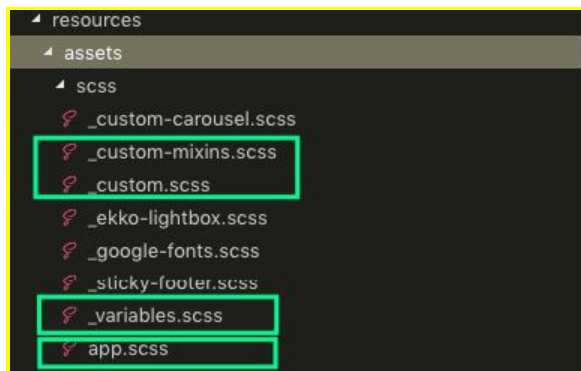 resources
assets
scss
_custom-carousel.scss
_custom-mixins.scss
_custom.scss
_ekko-lightbox.scss
_google-fonts.scss
_sticky-footer.scss
_variables.scss
app.scss